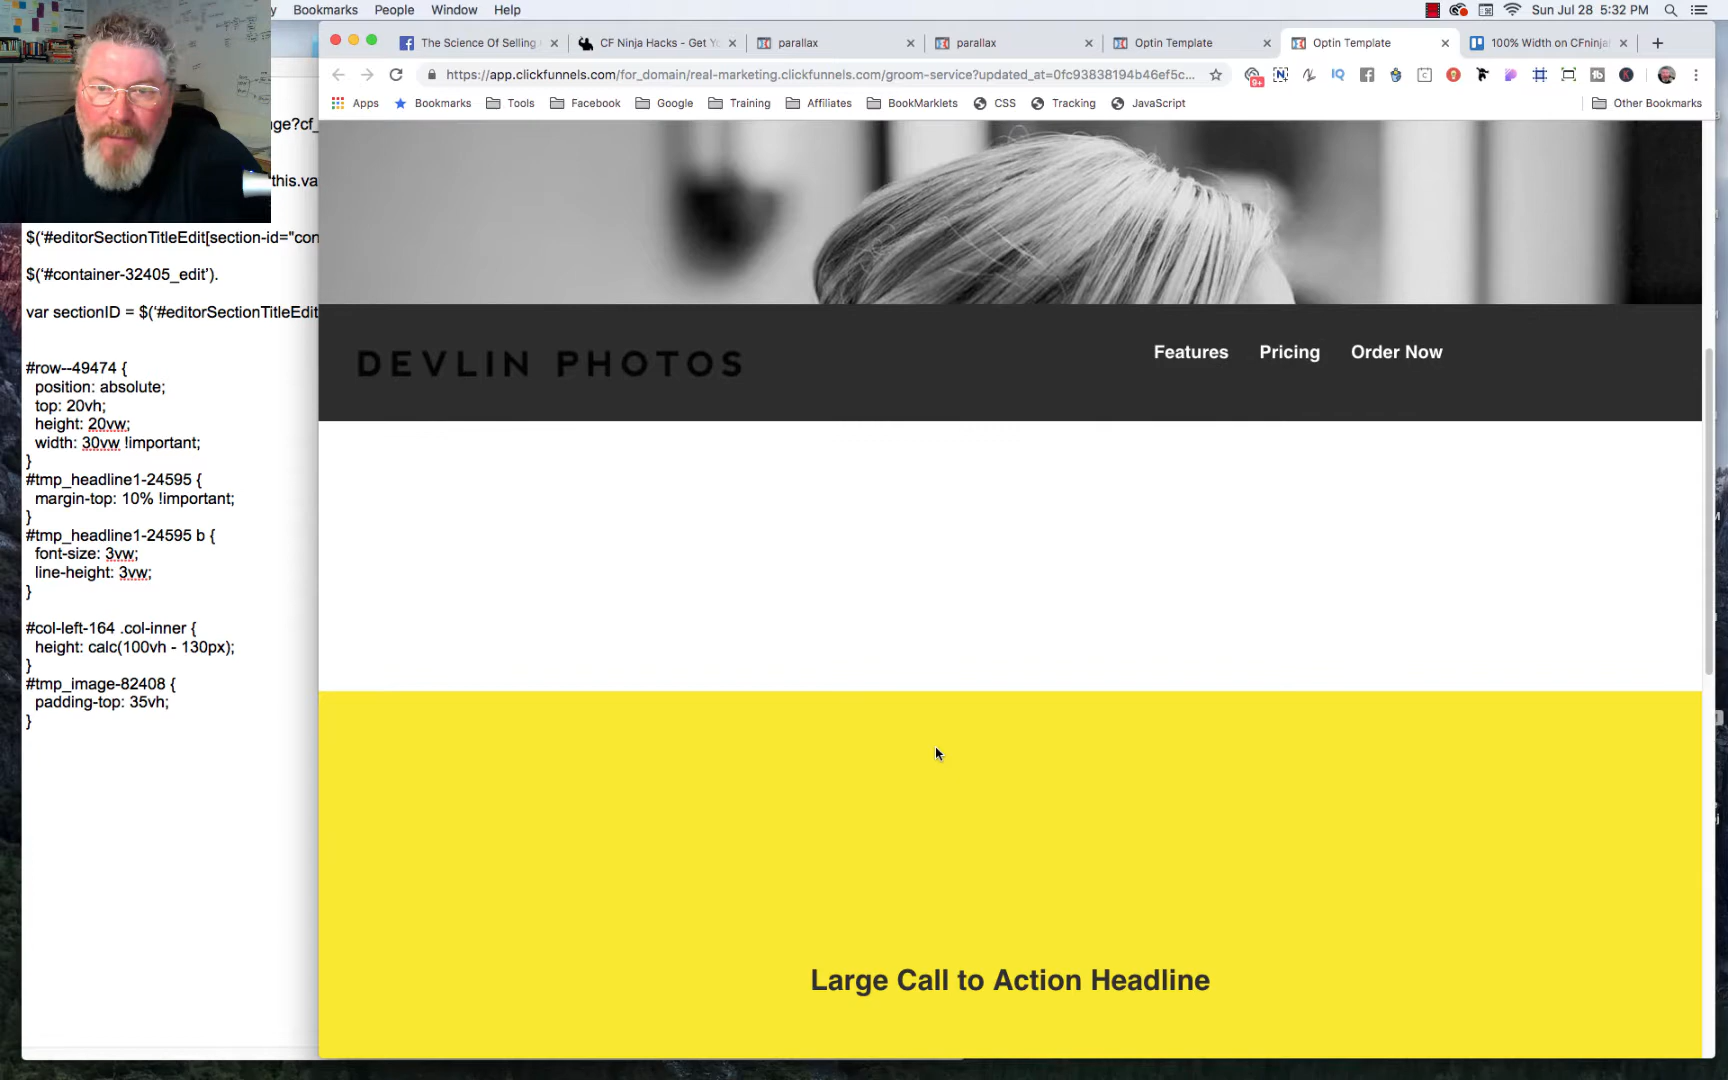 Bookmarks People Window Help
Sun Jul 28 5:32 PM
The Science Of Selling
CF Ninja Hacks - Get Yo
parallax
parallax
Optin Template
Optin Template
100% Width on CFninja
https://app.clickfunnels.com/for_domain/real-marketing.clickfunnels.com/groom-service?updated_at=0fc93838194b46ef5c...
9+
Apps Bookmarks Tools Facebook Google Training Affiliates BookMarklets CSS Tracking JavaScript Other Bookmarks
nge?cf_
this.va
$('#editorSectionTitleEdit[section-id="con
$('#container-32405_edit').
var sectionID = $('#editorSectionTitleEdit
#row--49474 {
position: absolute;
top: 20vh;
height: 20vw;
width: 30vw !important;
}
#tmp_headline1-24595 {
margin-top: 10% !important;
}
#tmp_headline1-24595 b {
font-size: 3vw;
line-height: 3vw;
}
#col-left-164 .col-inner {
height: calc(100vh - 130px);
}
#tmp_image-82408 {
padding-top: 35vh;
}
DEVLIN PHOTOS
Features Pricing Order Now
Large Call to Action Headline